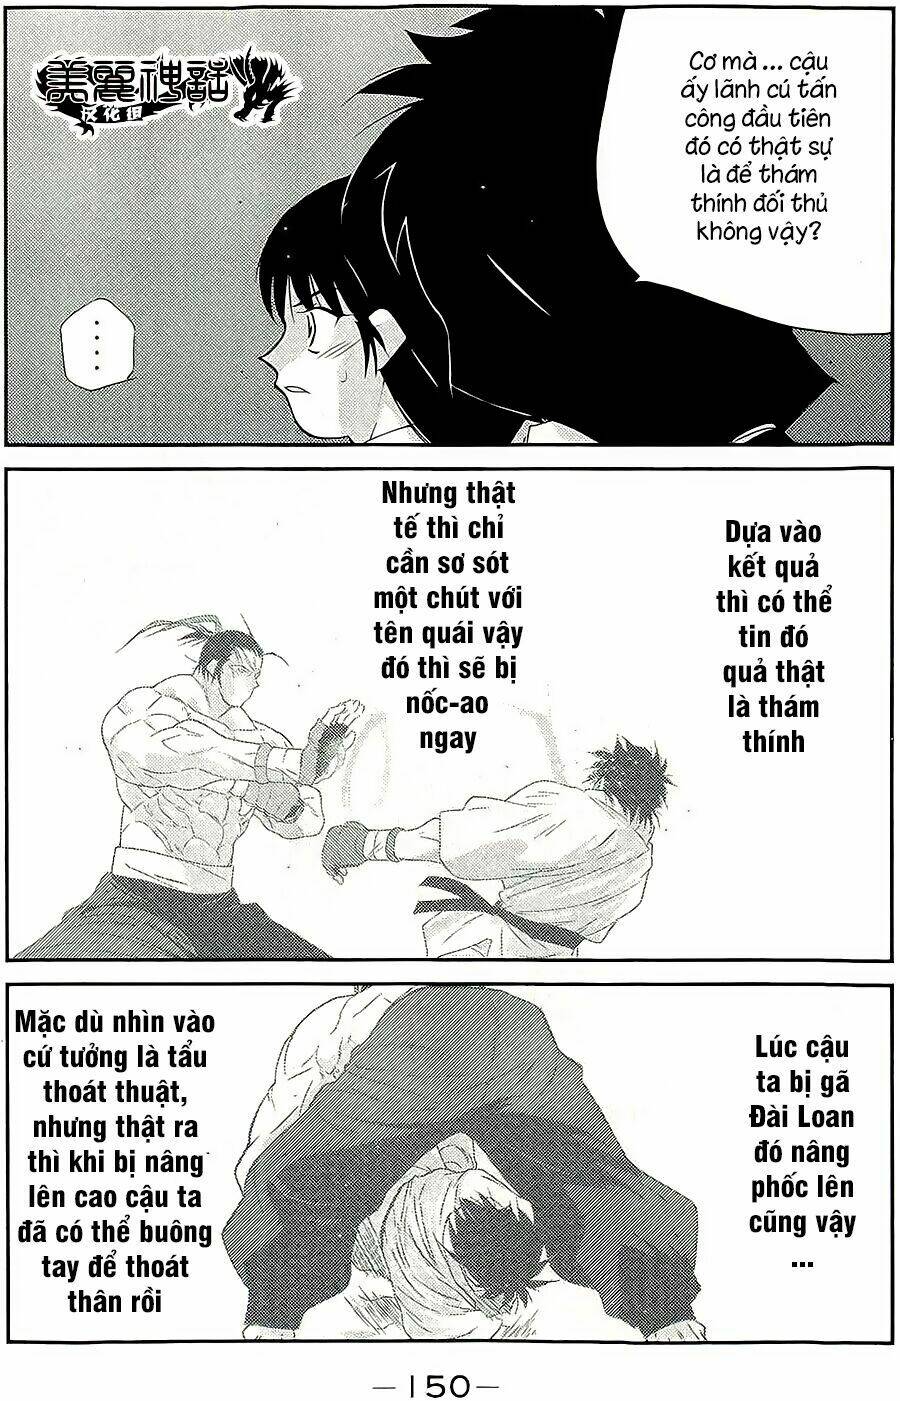 美麗神話
汉化组
Cơ mà ... cậu
ấy lãnh cú tấn
công đầu tiên
đó có thật sự
là để thám
thính đối thủ
không vậy?
....
Dựa vào
kết quả
thì có thể
tin đó
quả thật
là thám
thính
Nhưng thật
tế thì chỉ
cần sơ sót
một chút với
tên quái vậy
đó thì sẽ bị
nốc-ao
ngay
Lúc cậu
ta bị gã
Đài Loan
đó nâng
phốc lên
cũng vậy
...
Mặc dù nhìn vào
cứ tưởng là tẩu
thoát thuật,
nhưng thật ra
thì khi bị nâng
lên cao cậu ta
đã có thể buông
tay để thoát
thân rồi
—150—